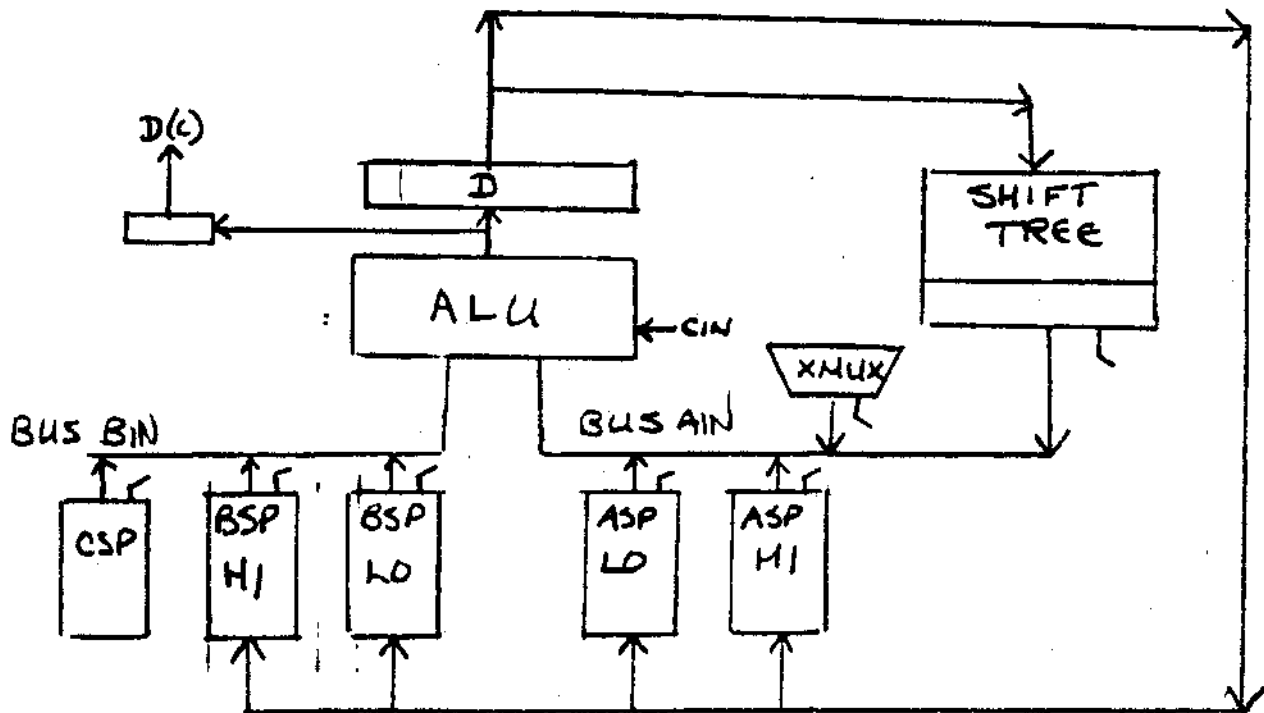 D(C)
D
SHIFT
TREE
ALU
CIN
XMUX
BUS BIN
BUS AIN
CSP
BSP
HI
BSP
LO
ASP
LO
ASP
HI